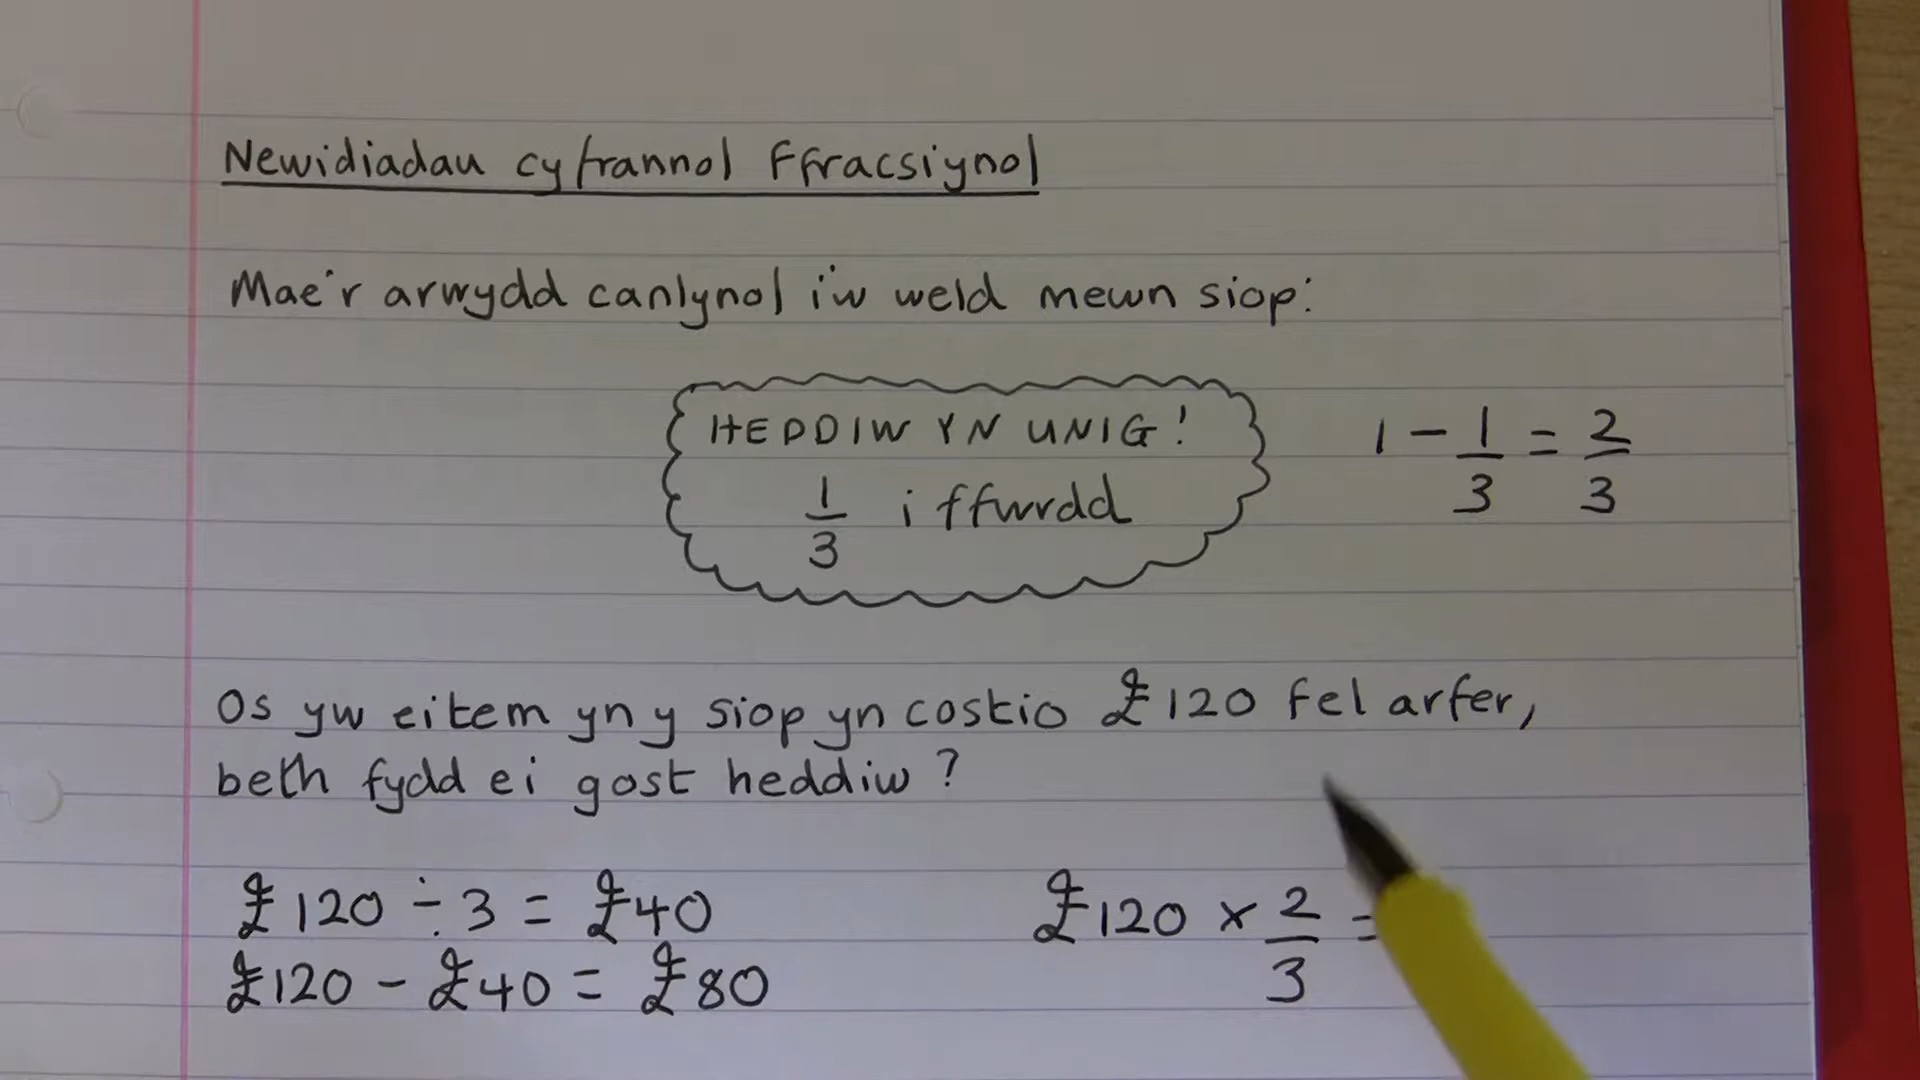 Newidiadau cyfrannol Ffracsiynol
Mae'r arwydd canlynol i'w weld mewn siop:
HEDDIW YN UNIG!
1/3 i ffwrdd
1 - 1/3 = 2/3
Os yw eitem yn y siop yn costio £120 fel arfer,
beth fydd ei gost heddiw?
£120 ÷ 3 = £40
£120 - £40 = £80
£120 × 2/3 =